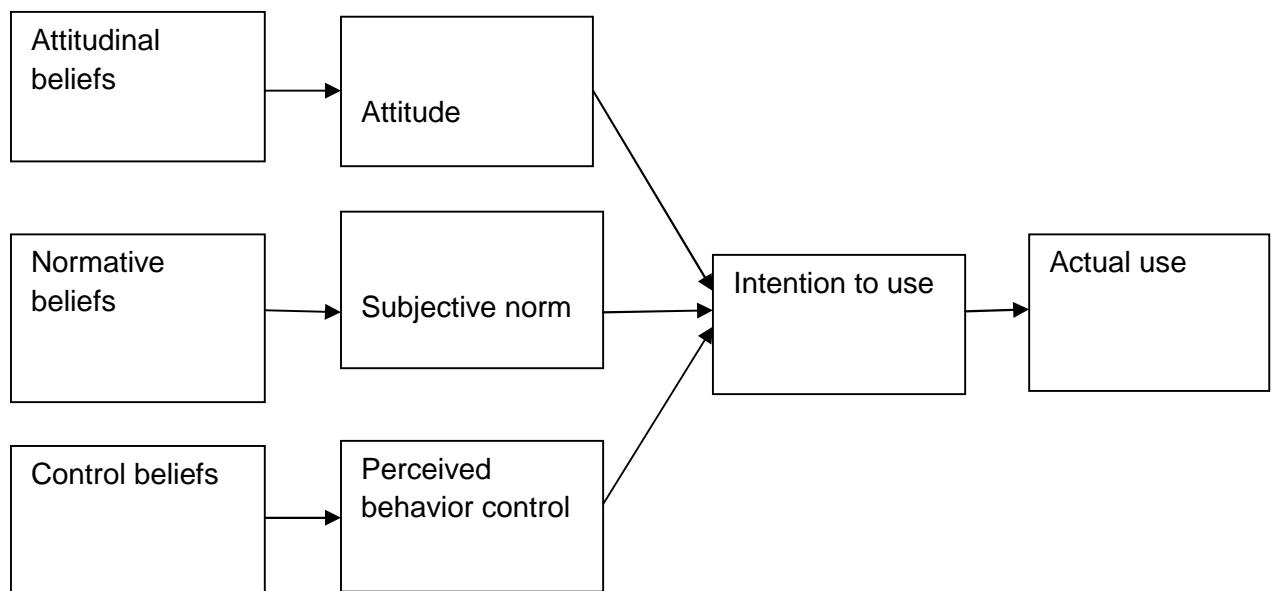 Attitudinal
beliefs
Attitude
Normative
beliefs
Subjective norm
Control beliefs
Perceived
behavior control
Intention to use
Actual use